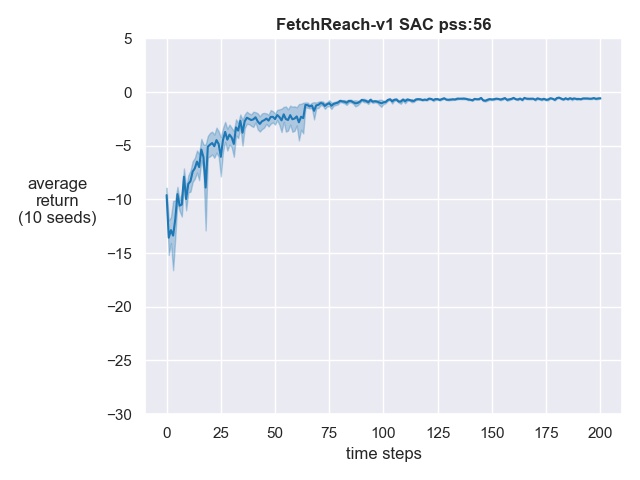 FetchReach-v1 SAC pss:56
5
0
−5
−10
−15
−20
−25
−30
average
return
(10 seeds)
0 25 50 75 100 125 150 175 200
time steps